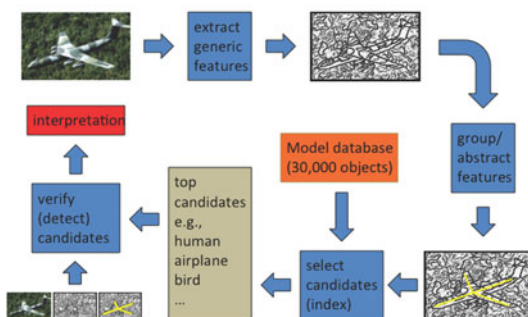 extract
generic
features
group/
abstract
features
Model database
(30,000 objects)
select
candidates
(index)
top
candidates
e.g.,
human
airplane
bird
...
verify
(detect)
candidates
interpretation